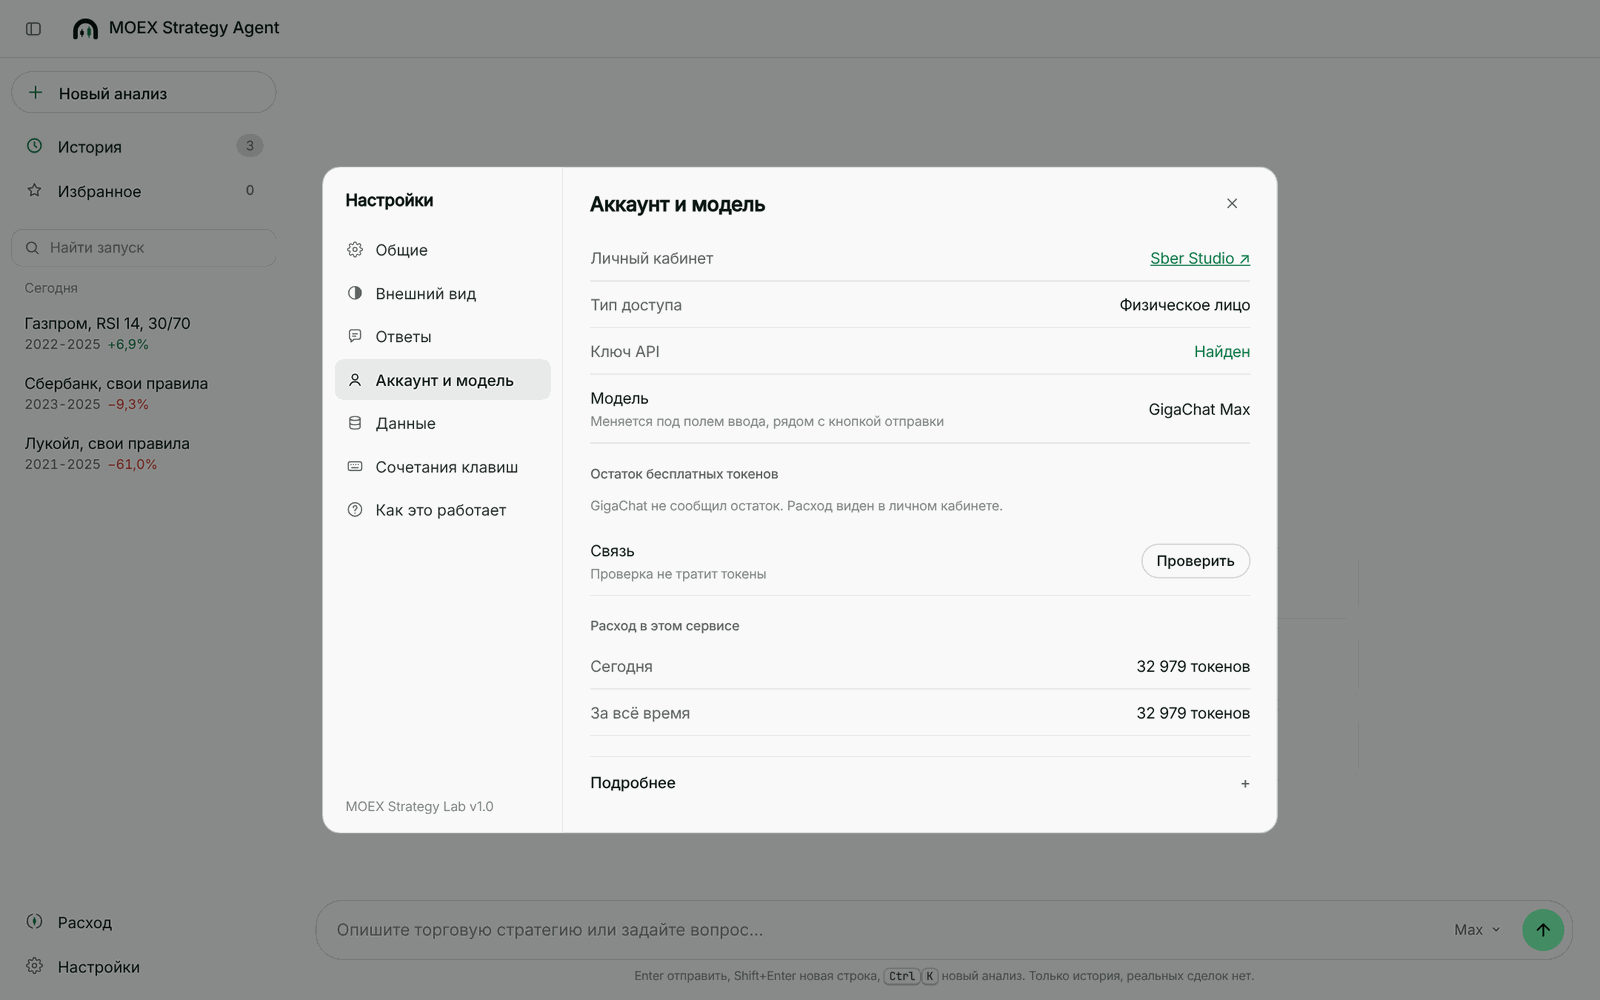 MOEX Strategy Agent
Новый анализ
История 3
Избранное 0
Найти запуск
Сегодня
Газпром, RSI 14, 30/70
2022-2025 +6,9%
Сбербанк, свои правила
2023-2025 −9,3%
Лукойл, свои правила
2021-2025 −61,0%
Расход
Настройки
Настройки
Общие
Внешний вид
Ответы
Аккаунт и модель
Данные
Сочетания клавиш
Как это работает
MOEX Strategy Lab v1.0
Аккаунт и модель
Личный кабинет Sber Studio ↗
Тип доступа Физическое лицо
Ключ API Найден
Модель GigaChat Max
Меняется под полем ввода, рядом с кнопкой отправки
Остаток бесплатных токенов
GigaChat не сообщил остаток. Расход виден в личном кабинете.
Связь Проверить
Проверка не тратит токены
Расход в этом сервисе
Сегодня 32 979 токенов
За всё время 32 979 токенов
Подробнее +
Опишите торговую стратегию или задайте вопрос... Max
Enter отправить, Shift+Enter новая строка, Ctrl K новый анализ. Только история, реальных сделок нет.